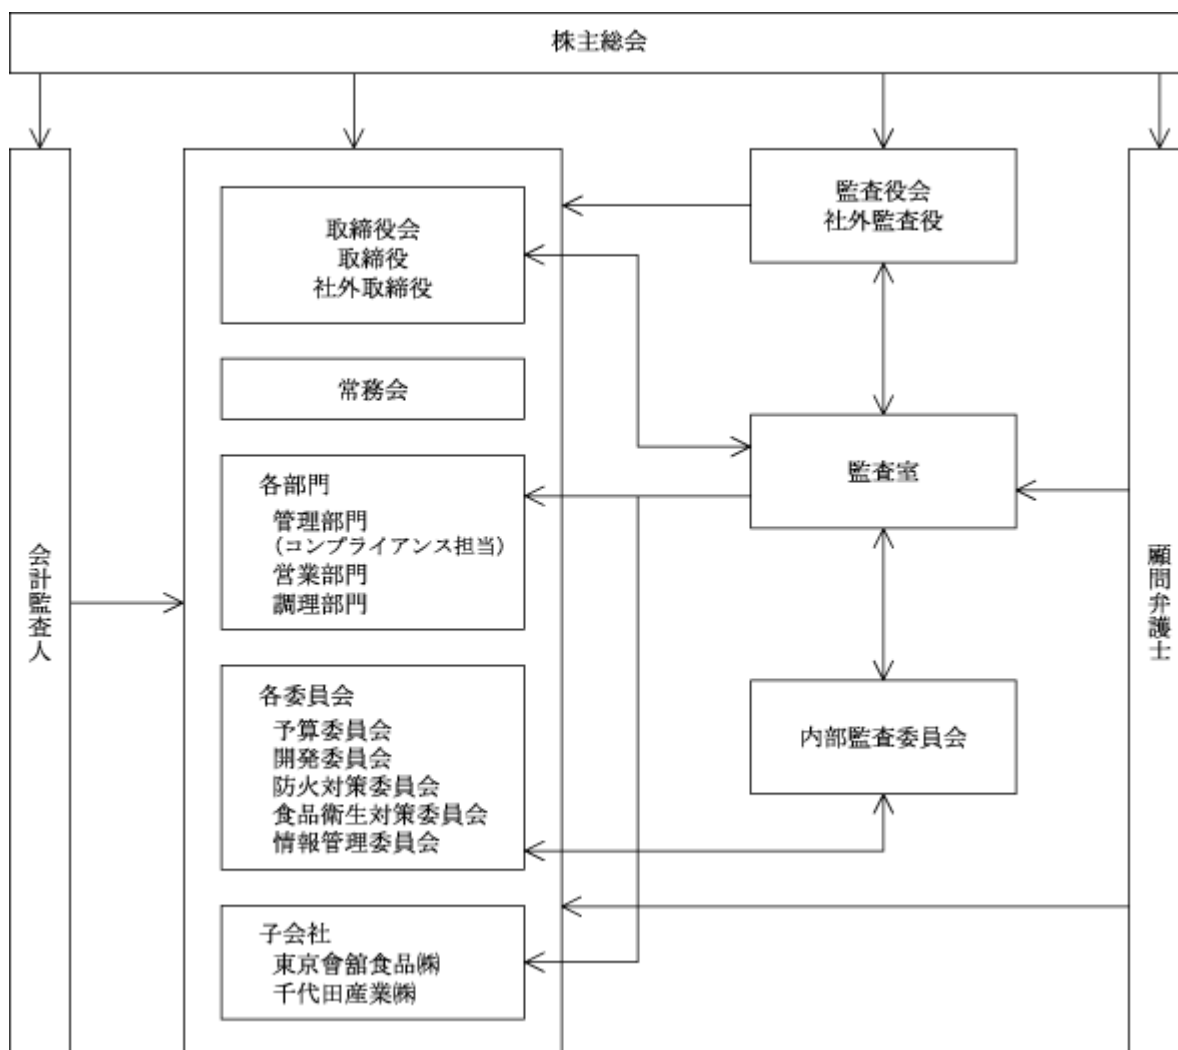 株主総会
会計監査人
取締役会
取締役
社外取締役
常務会
各部門
管理部門
(コンプライアンス担当)
営業部門
調理部門
各委員会
予算委員会
開発委員会
防火対策委員会
食品衛生対策委員会
情報管理委員会
子会社
東京會舘食品㈱
千代田産業㈱
監査役会
社外監査役
監査室
内部監査委員会
顧問弁護士